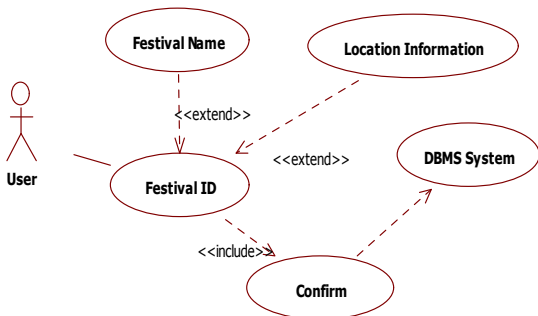 Festival Name
Location Information
<<extend>>
<<extend>>
DBMS System
User
Festival ID
<<include>>
Confirm